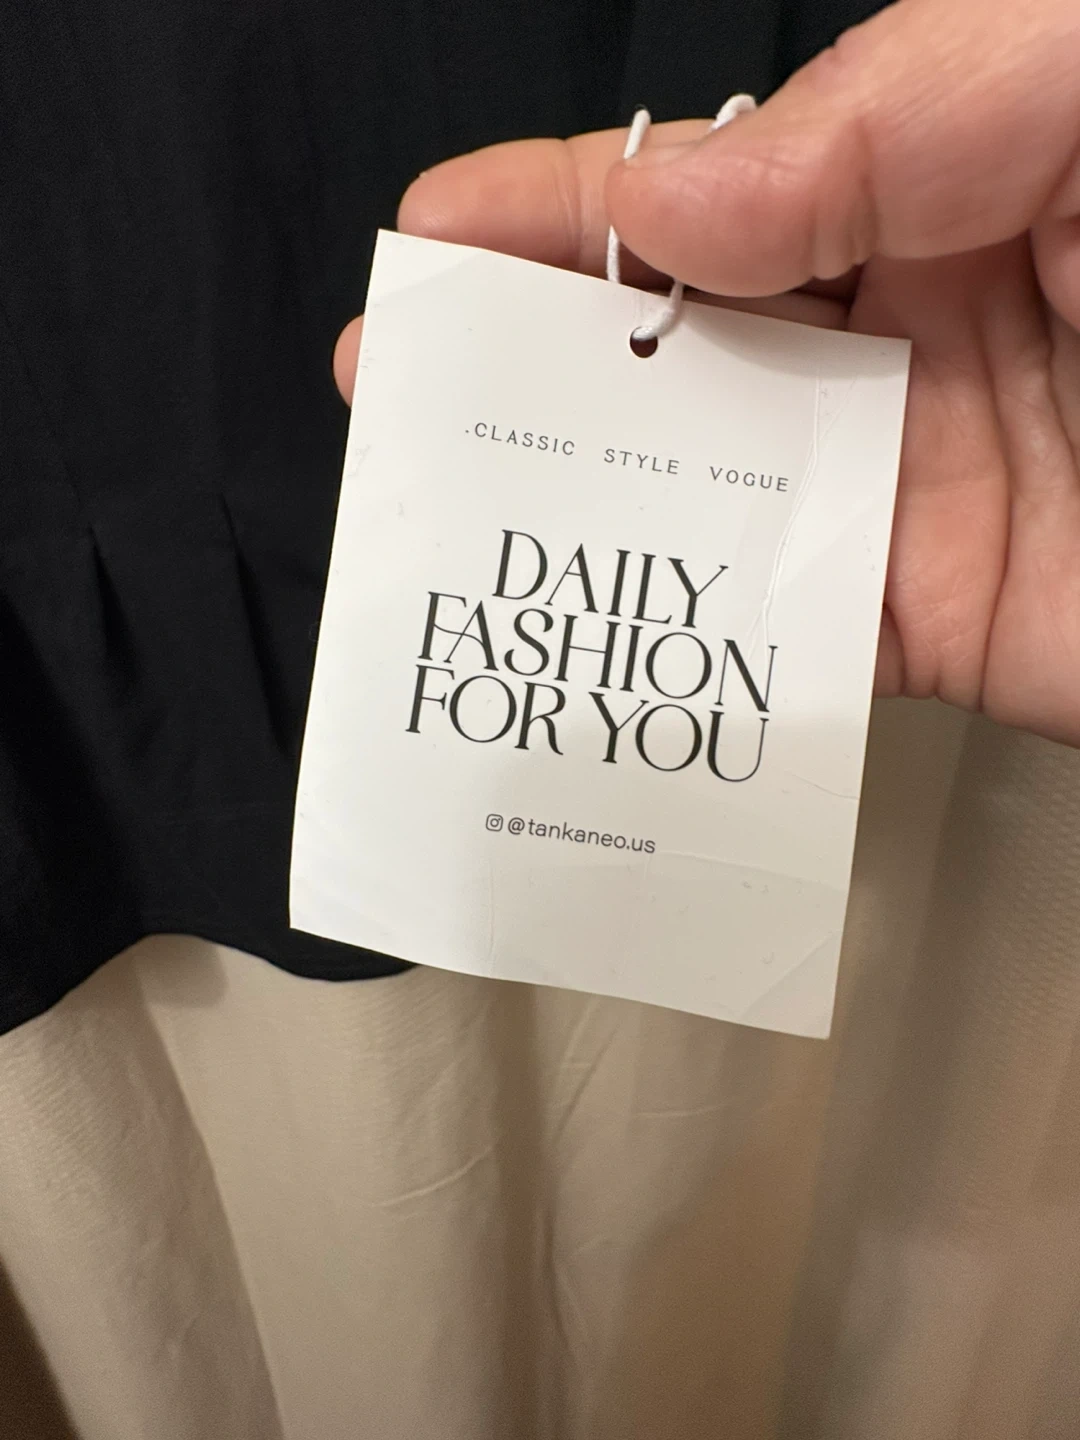 .CLASSIC STYLE VOGUE
DAILY
FASHION
FOR YOU
@tankaneo.us